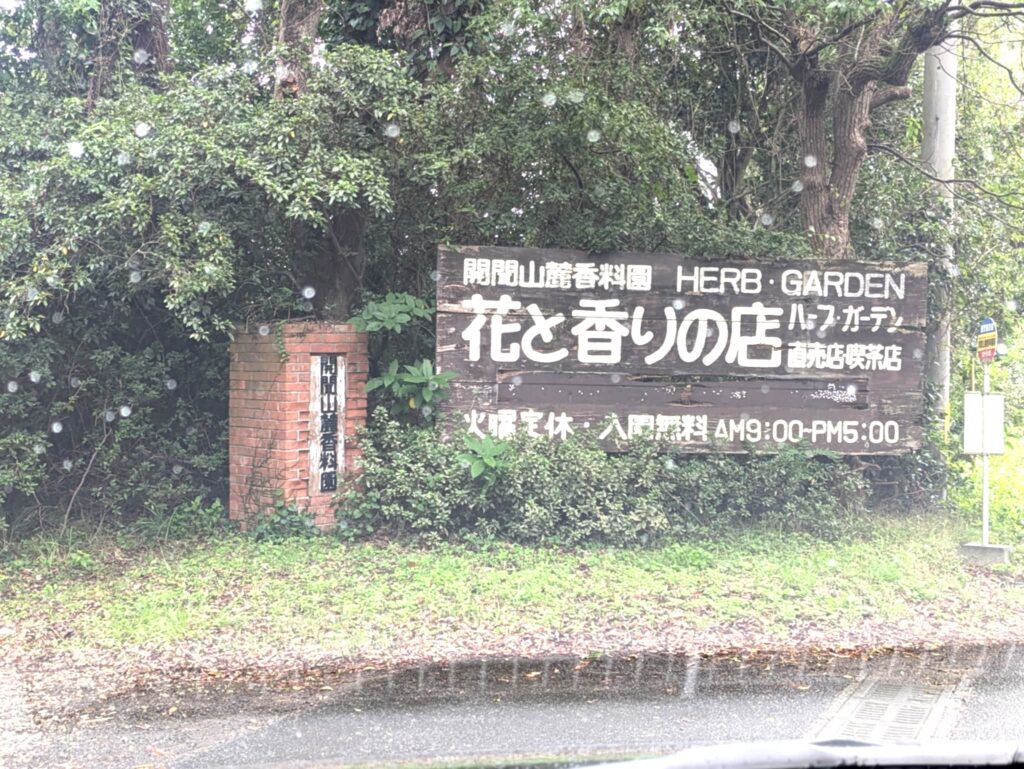 開聞山麓香料園 HERB・GARDEN
花と香りの店
ハーブ・ガーデン
直売店・喫茶店
火曜定休・入園無料 AM9:00-PM5:00
開聞山麓香料園